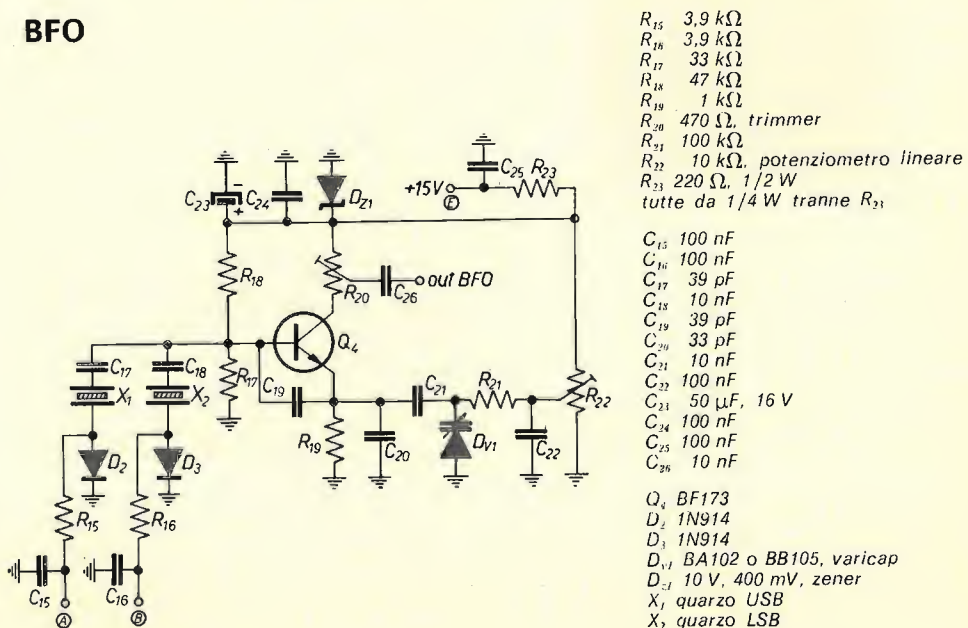 BFO
C23
-
+
C24
DZ1
+15V
E
C25
R23
R18
R20
C26
out BFO
Q4
C17
C18
X1
X2
R17
C19
R19
C20
C21
DV1
R21
C22
R22
D2
D3
R15
R16
C15
A
C16
B
R15 3,9 kΩ
R16 3,9 kΩ
R17 33 kΩ
R18 47 kΩ
R19 1 kΩ
R20 470 Ω, trimmer
R21 100 kΩ
R22 10 kΩ, potenziometro lineare
R23 220 Ω, 1/2 W
tutte da 1/4 W tranne R23
C15 100 nF
C16 100 nF
C17 39 pF
C18 10 nF
C19 39 pF
C20 33 pF
C21 10 nF
C22 100 nF
C23 50 μF, 16 V
C24 100 nF
C25 100 nF
C26 10 nF
Q4 BF173
D2 1N914
D3 1N914
DV1 BA102 o BB105, varicap
Dz1 10 V, 400 mV, zener
X1 quarzo USB
X2 quarzo LSB